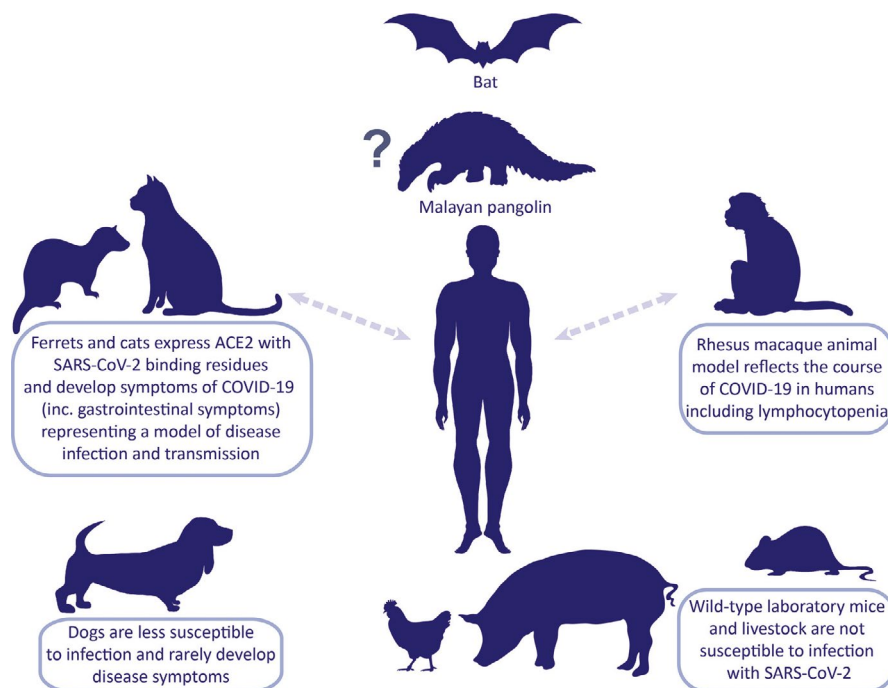 Bat
?
Malayan pangolin
Ferrets and cats express ACE2 with
SARS-CoV-2 binding residues
and develop symptoms of COVID-19
(inc. gastrointestinal symptoms)
representing a model of disease
infection and transmission
Rhesus macaque animal
model reflects the course
of COVID-19 in humans
including lymphocytopenia
Dogs are less susceptible
to infection and rarely develop
disease symptoms
Wild-type laboratory mice
and livestock are not
susceptible to infection
with SARS-CoV-2